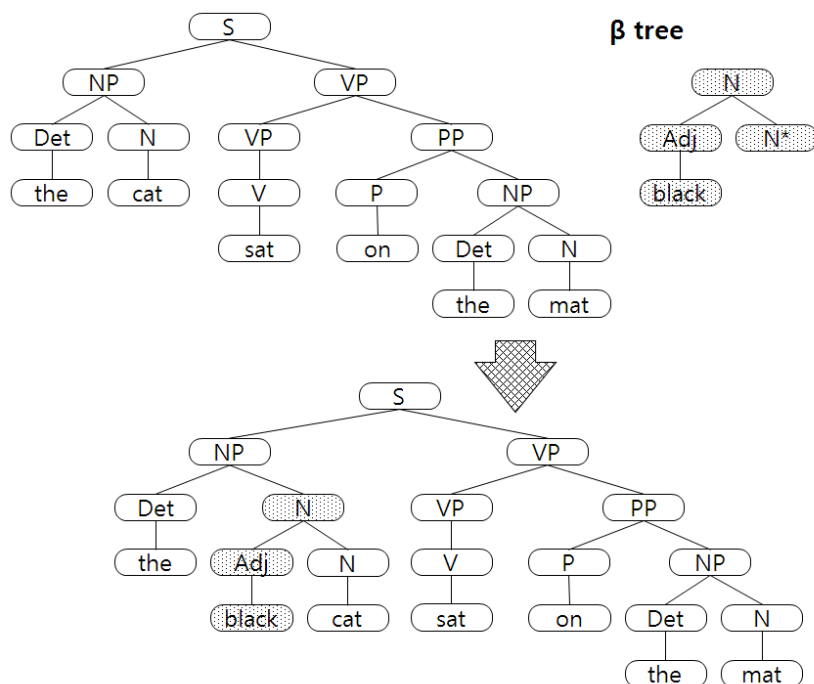 S β tree
NP VP N
Det N VP PP Adj N*
the cat V P NP black
sat on Det N
the mat
S
NP VP
Det N VP PP
the Adj N V P NP
black cat sat on Det N
the mat